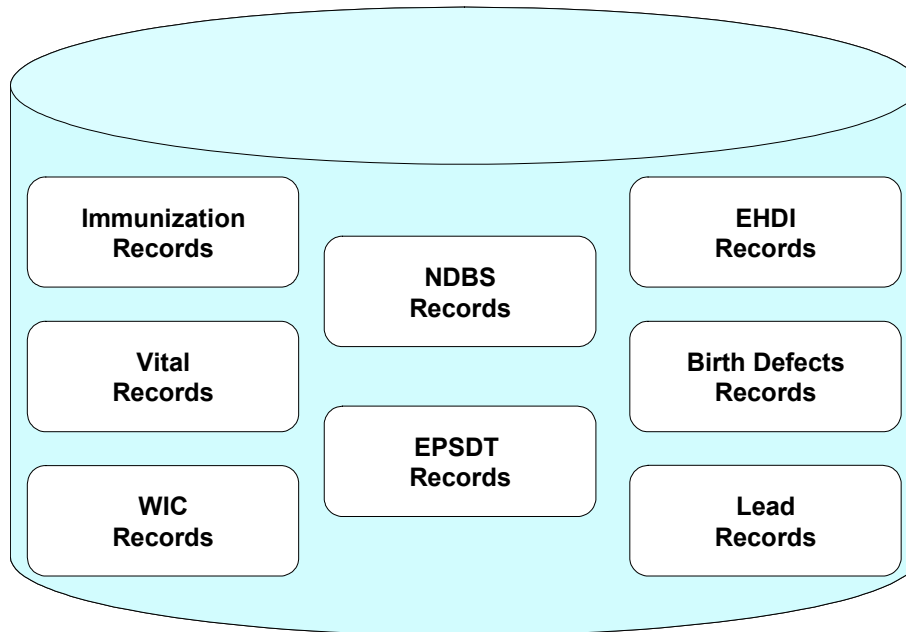 Immunization
Records
Vital
Records
WIC
Records
NDBS
Records
EPSDT
Records
EHDI
Records
Birth Defects
Records
Lead
Records